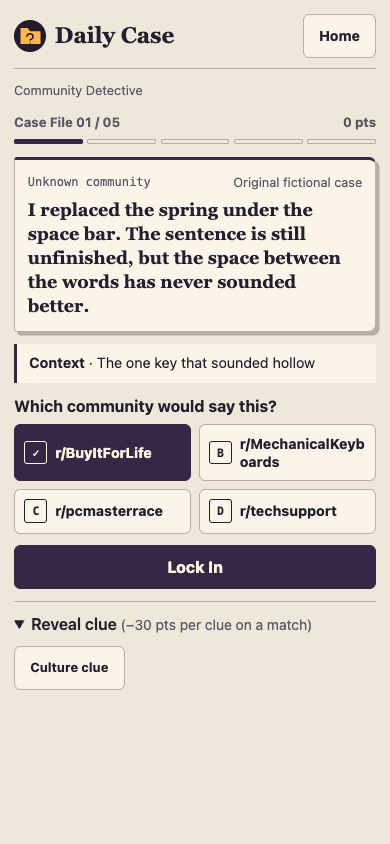 Daily Case
Home
Community Detective
Case File 01 / 05
0 pts
Unknown community
Original fictional case
I replaced the spring under the
space bar. The sentence is still
unfinished, but the space between
the words has never sounded
better.
Context · The one key that sounded hollow
Which community would say this?
✓ r/BuyItForLife
B r/MechanicalKeyb
oards
C r/pcmasterrace
D r/techsupport
Lock In
▼ Reveal clue (−30 pts per clue on a match)
Culture clue